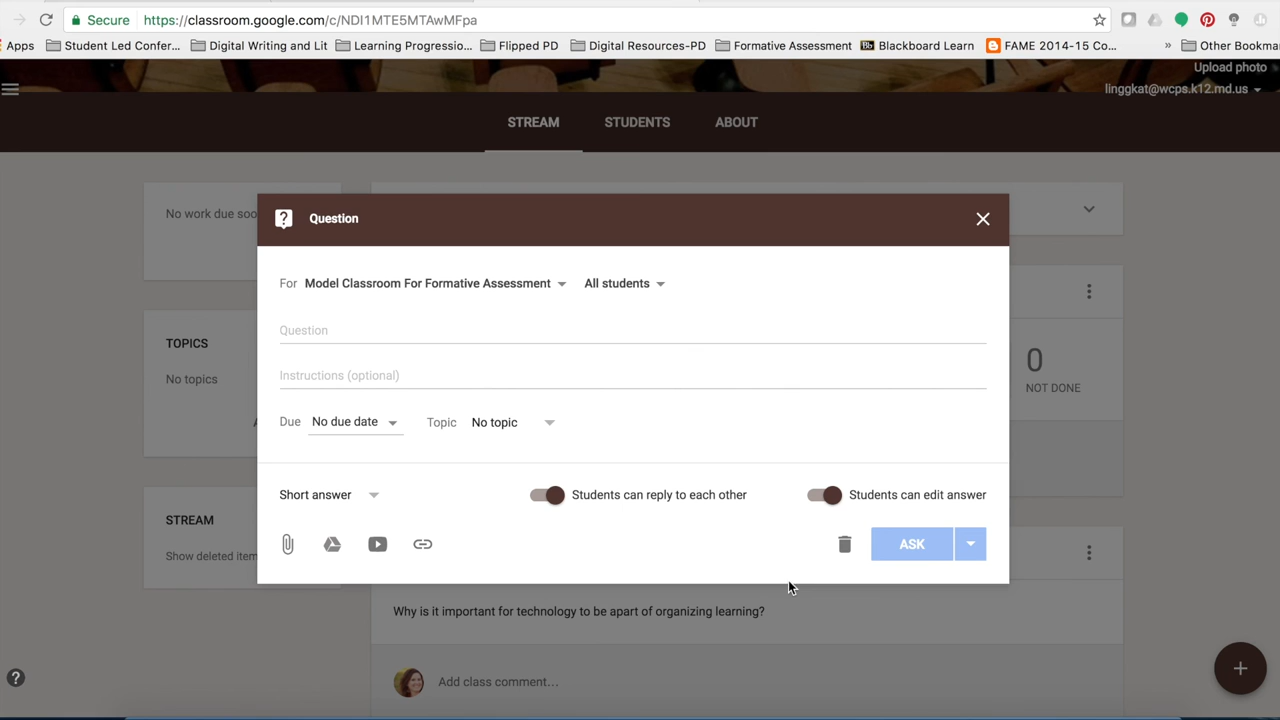 Secure https://classroom.google.com/c/NDI1MTE5MTAwMFpa
Apps Student Led Confer... Digital Writing and Lit Learning Progressio... Flipped PD Digital Resources-PD Formative Assessment Bb Blackboard Learn FAME 2014-15 Co... » Other Bookma
Upload photo
linggkat@wcps.k12.md.us
STREAM STUDENTS ABOUT
No work due soo
? Question
For Model Classroom For Formative Assessment All students
Question
TOPICS
Instructions (optional)
No topics
0
NOT DONE
Due No due date Topic No topic
Short answer Students can reply to each other Students can edit answer
STREAM
Show deleted item
ASK
Why is it important for technology to be apart of organizing learning?
Add class comment...
?